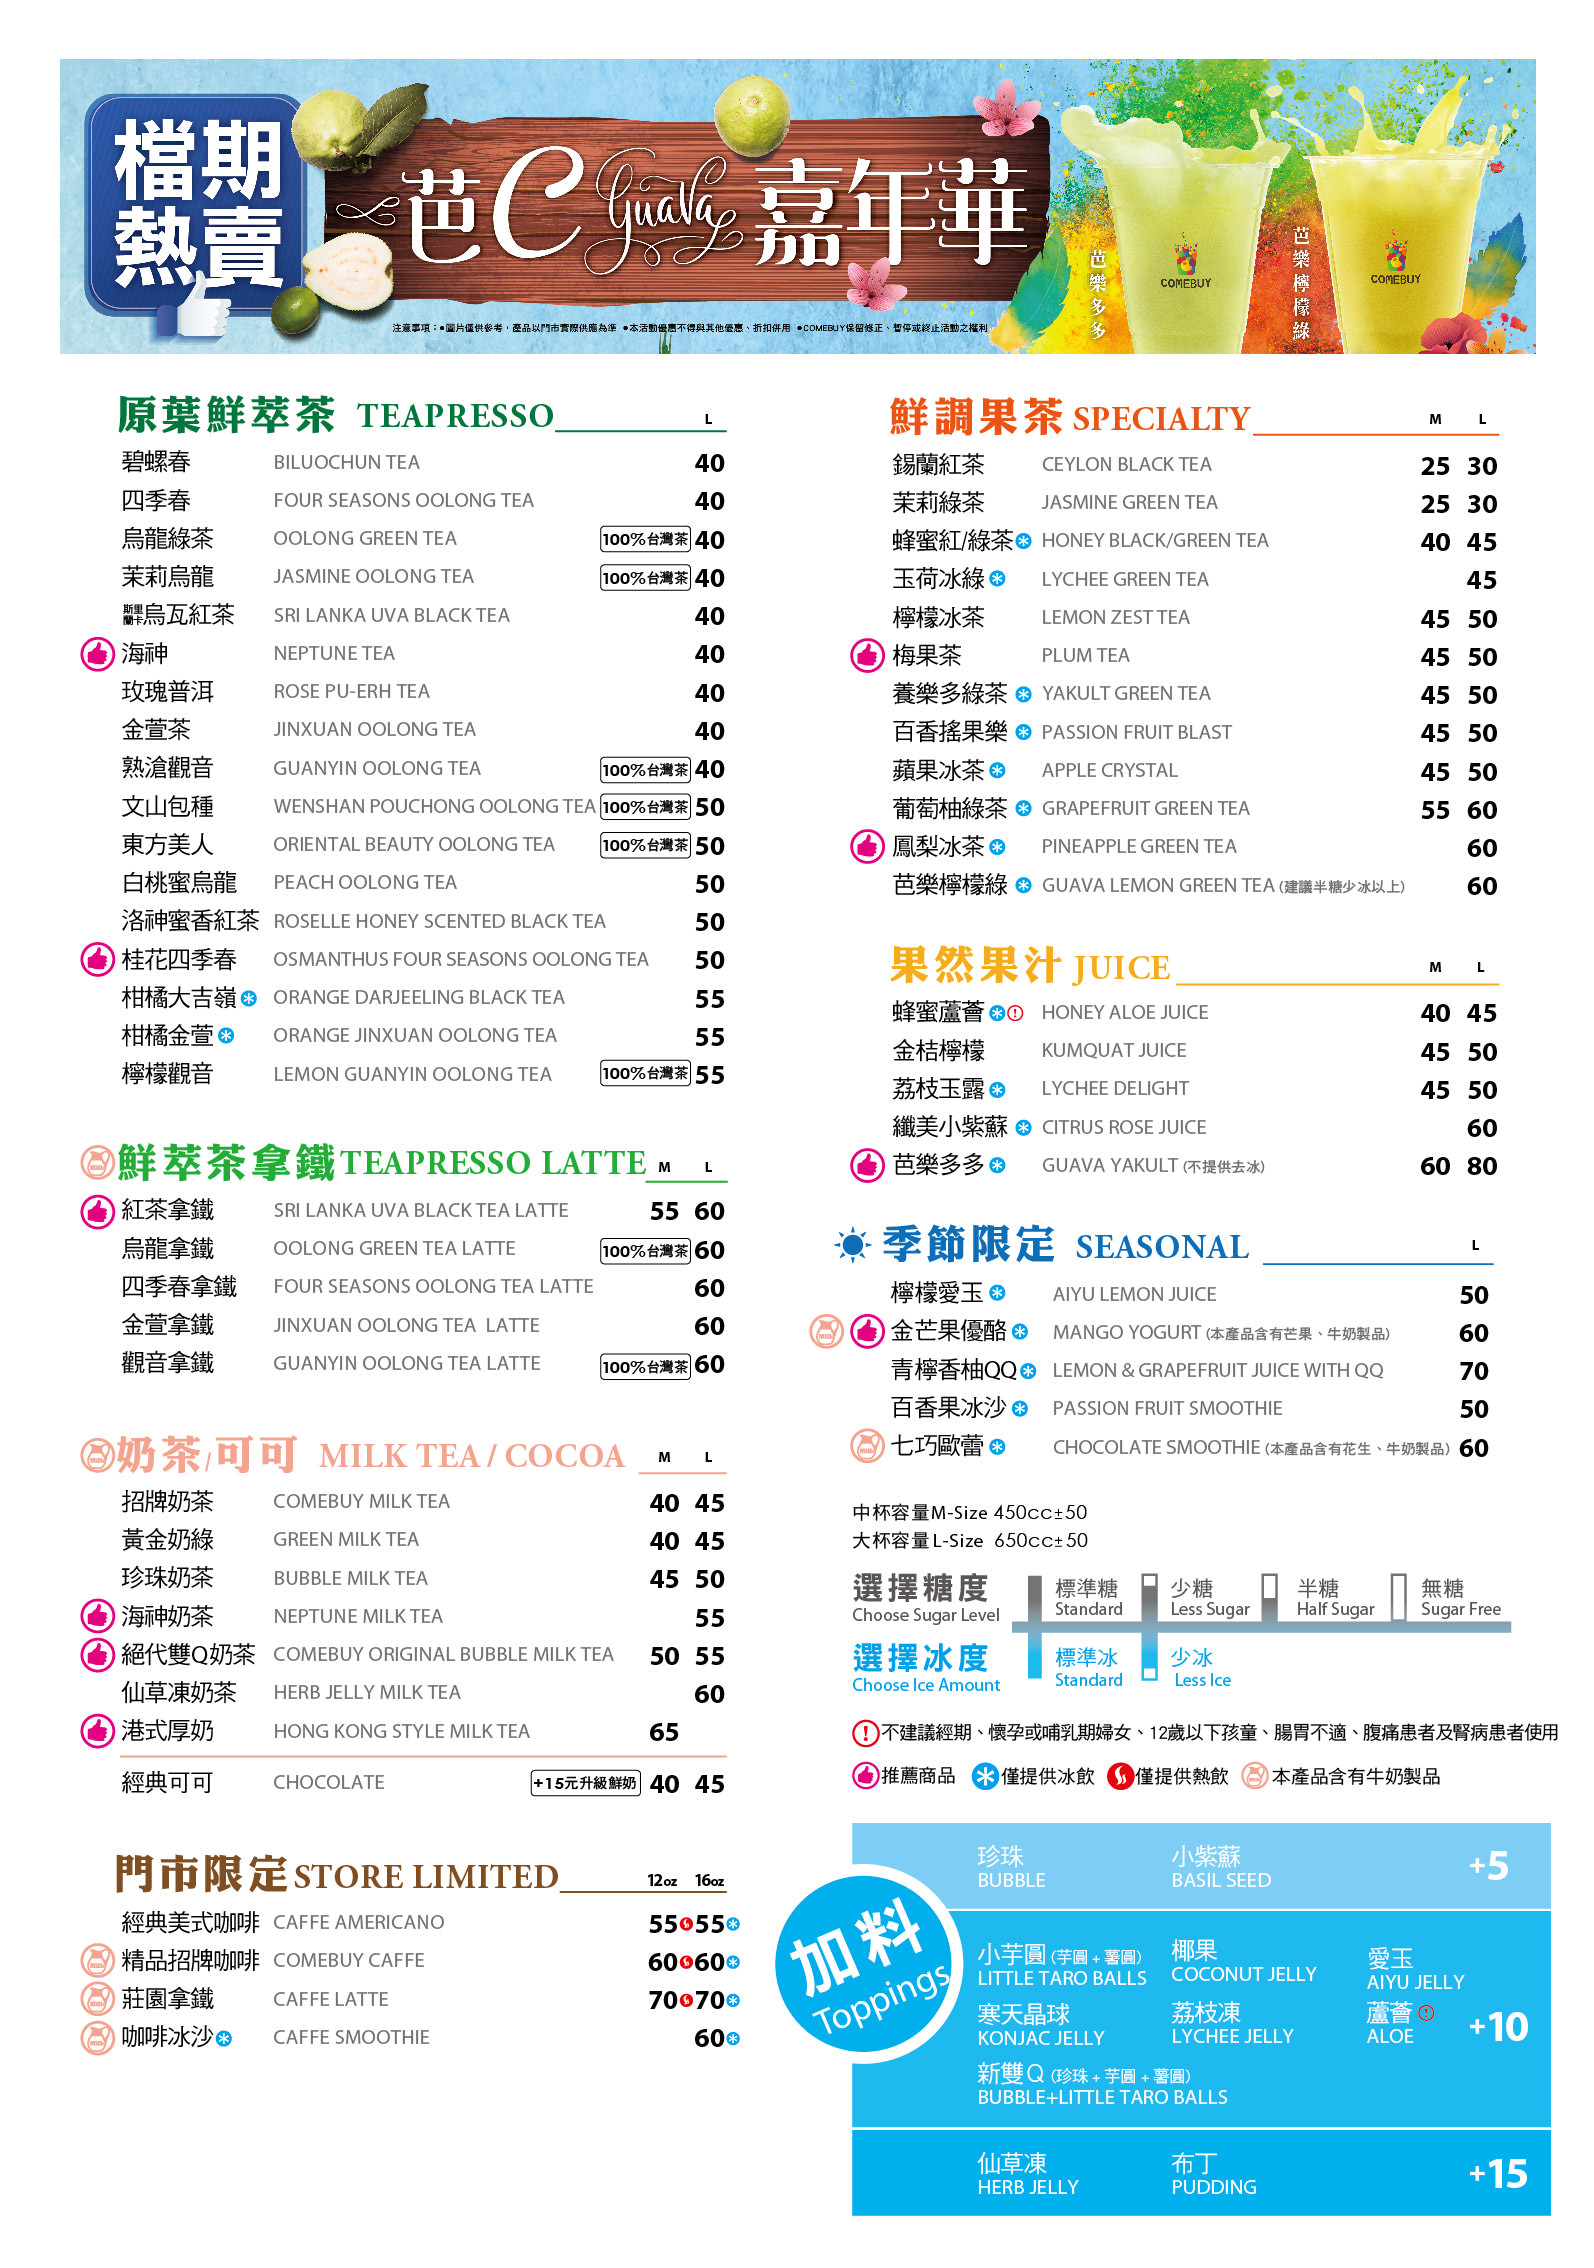 檔期
熱賣
芭C Guava 嘉年華
芭樂多多
COMEBUY
芭樂檸檬綠
COMEBUY
注意事項：●圖片僅供參考，產品以門市實際供應為準 ●本活動優惠不得與其他優惠、折扣併用 ●COMEBUY保留修正、暫停或終止活動之權利
原葉鮮萃茶 TEAPRESSO L
碧螺春 BILUOCHUN TEA 40
四季春 FOUR SEASONS OOLONG TEA 40
烏龍綠茶 OOLONG GREEN TEA 100%台灣茶 40
茉莉烏龍 JASMINE OOLONG TEA 100%台灣茶 40
斯里蘭卡烏瓦紅茶 SRI LANKA UVA BLACK TEA 40
海神 NEPTUNE TEA 40
玫瑰普洱 ROSE PU-ERH TEA 40
金萱茶 JINXUAN OOLONG TEA 40
熟滄觀音 GUANYIN OOLONG TEA 100%台灣茶 40
文山包種 WENSHAN POUCHONG OOLONG TEA 100%台灣茶 50
東方美人 ORIENTAL BEAUTY OOLONG TEA 100%台灣茶 50
白桃蜜烏龍 PEACH OOLONG TEA 50
洛神蜜香紅茶 ROSELLE HONEY SCENTED BLACK TEA 50
桂花四季春 OSMANTHUS FOUR SEASONS OOLONG TEA 50
柑橘大吉嶺 ORANGE DARJEELING BLACK TEA 55
柑橘金萱 ORANGE JINXUAN OOLONG TEA 55
檸檬觀音 LEMON GUANYIN OOLONG TEA 100%台灣茶 55
Milk 鮮萃茶拿鐵 TEAPRESSO LATTE M L
紅茶拿鐵 SRI LANKA UVA BLACK TEA LATTE 55 60
烏龍拿鐵 OOLONG GREEN TEA LATTE 100%台灣茶 60
四季春拿鐵 FOUR SEASONS OOLONG TEA LATTE 60
金萱拿鐵 JINXUAN OOLONG TEA LATTE 60
觀音拿鐵 GUANYIN OOLONG TEA LATTE 100%台灣茶 60
Milk 奶茶/可可 MILK TEA / COCOA M L
招牌奶茶 COMEBUY MILK TEA 40 45
黃金奶綠 GREEN MILK TEA 40 45
珍珠奶茶 BUBBLE MILK TEA 45 50
海神奶茶 NEPTUNE MILK TEA 55
絕代雙Q奶茶 COMEBUY ORIGINAL BUBBLE MILK TEA 50 55
仙草凍奶茶 HERB JELLY MILK TEA 60
港式厚奶 HONG KONG STYLE MILK TEA 65
經典可可 CHOCOLATE +15元升級鮮奶 40 45
門市限定 STORE LIMITED 12oz 16oz
經典美式咖啡 CAFFE AMERICANO 55 55
Milk 精品招牌咖啡 COMEBUY CAFFE 60 60
Milk 莊園拿鐵 CAFFE LATTE 70 70
Milk 咖啡冰沙 CAFFE SMOOTHIE 60
鮮調果茶 SPECIALTY M L
錫蘭紅茶 CEYLON BLACK TEA 25 30
茉莉綠茶 JASMINE GREEN TEA 25 30
蜂蜜紅/綠茶 HONEY BLACK/GREEN TEA 40 45
玉荷冰綠 LYCHEE GREEN TEA 45
檸檬冰茶 LEMON ZEST TEA 45 50
梅果茶 PLUM TEA 45 50
養樂多綠茶 YAKULT GREEN TEA 45 50
百香搖果樂 PASSION FRUIT BLAST 45 50
蘋果冰茶 APPLE CRYSTAL 45 50
葡萄柚綠茶 GRAPEFRUIT GREEN TEA 55 60
鳳梨冰茶 PINEAPPLE GREEN TEA 60
芭樂檸檬綠 GUAVA LEMON GREEN TEA (建議半糖少冰以上) 60
果然果汁 JUICE M L
蜂蜜蘆薈 HONEY ALOE JUICE 40 45
金桔檸檬 KUMQUAT JUICE 45 50
荔枝玉露 LYCHEE DELIGHT 45 50
纖美小紫蘇 CITRUS ROSE JUICE 60
芭樂多多 GUAVA YAKULT (不提供去冰) 60 80
季節限定 SEASONAL L
檸檬愛玉 AIYU LEMON JUICE 50
Milk 金芒果優酪 MANGO YOGURT (本產品含有芒果、牛奶製品) 60
青檸香柚QQ LEMON & GRAPEFRUIT JUICE WITH QQ 70
百香果冰沙 PASSION FRUIT SMOOTHIE 50
Milk 七巧歐蕾 CHOCOLATE SMOOTHIE (本產品含有花生、牛奶製品) 60
中杯容量M-Size 450cc±50
大杯容量L-Size 650cc±50
選擇糖度 標準糖 少糖 半糖 無糖
Choose Sugar Level Standard Less Sugar Half Sugar Sugar Free
選擇冰度 標準冰 少冰
Choose Ice Amount Standard Less Ice
!不建議經期、懷孕或哺乳期婦女、12歲以下孩童、腸胃不適、腹痛患者及腎病患者使用
推薦商品 僅提供冰飲 僅提供熱飲 Milk 本產品含有牛奶製品
加料
Toppings
珍珠 小紫蘇 +5
BUBBLE BASIL SEED
小芋圓 (芋圓+薯圓) 椰果 愛玉
LITTLE TARO BALLS COCONUT JELLY AIYU JELLY
寒天晶球 荔枝凍 蘆薈 ! +10
KONJAC JELLY LYCHEE JELLY ALOE
新雙Q (珍珠+芋圓+薯圓)
BUBBLE+LITTLE TARO BALLS
仙草凍 布丁 +15
HERB JELLY PUDDING